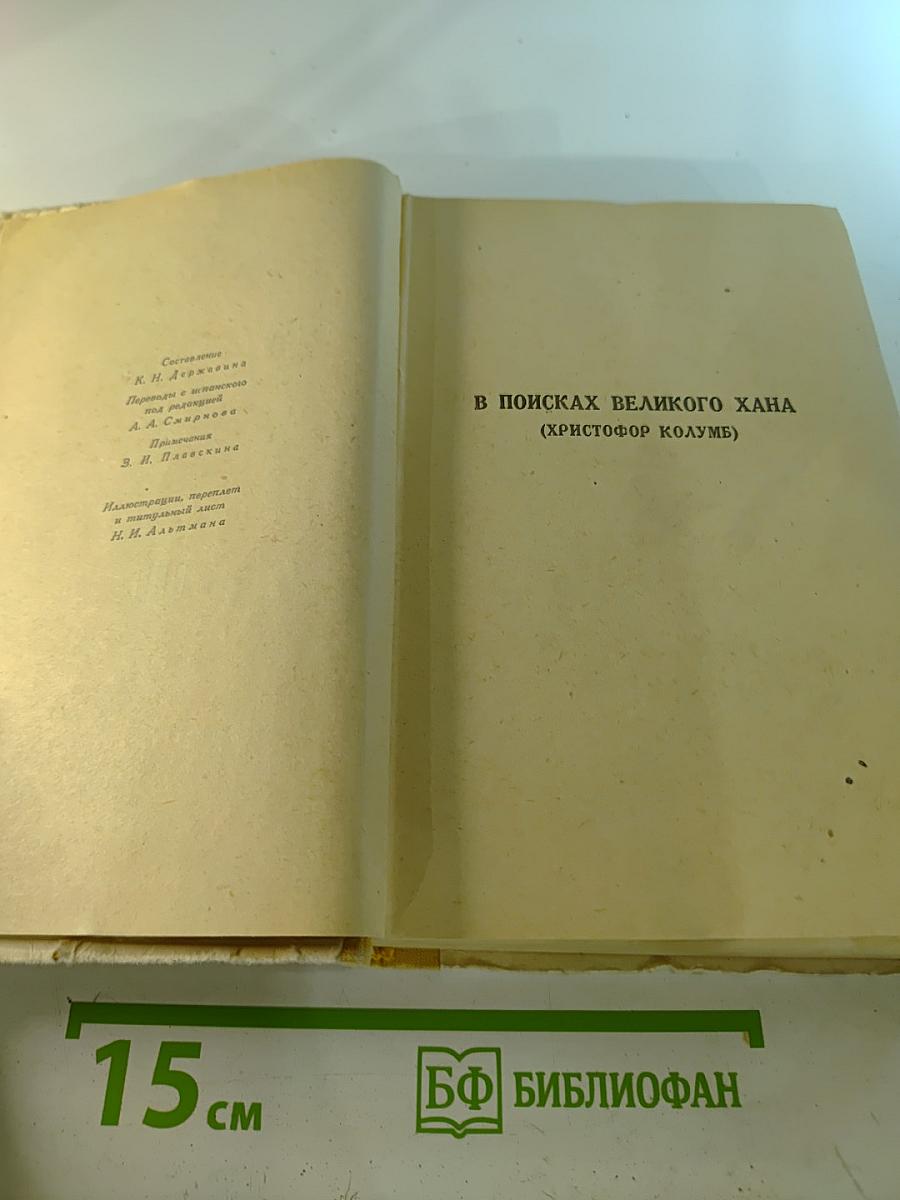 Составление
К. Н. Державина
Переводы с испанского
под редакцией
А. А. Смирнова
Примечания
З. И. Плавскина
Иллюстрации, переплет
и титульный лист
Н. И. Альтмана
В ПОИСКАХ ВЕЛИКОГО ХАНА
(ХРИСТОФОР КОЛУМБ)
15 см
БФ БИБЛИОФАН